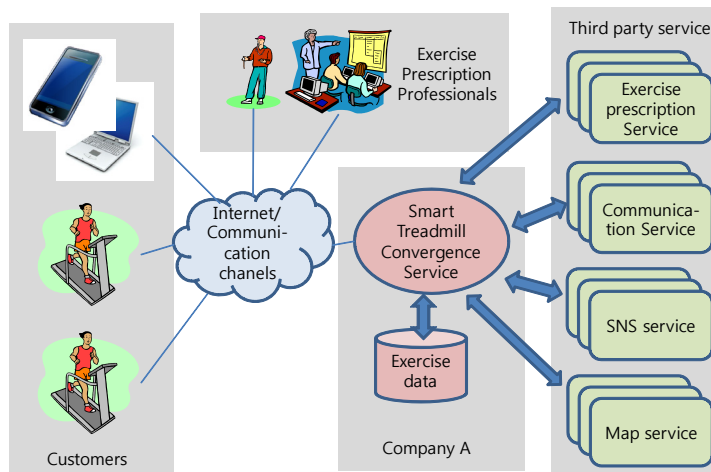 Exercise
Prescription
Professionals
Third party service
Exercise
prescription
Service
Internet/
Communi-
cation
chanels
Smart
Treadmill
Convergence
Service
Communica-
tion Service
SNS service
Exercise
data
Map service
Customers
Company A